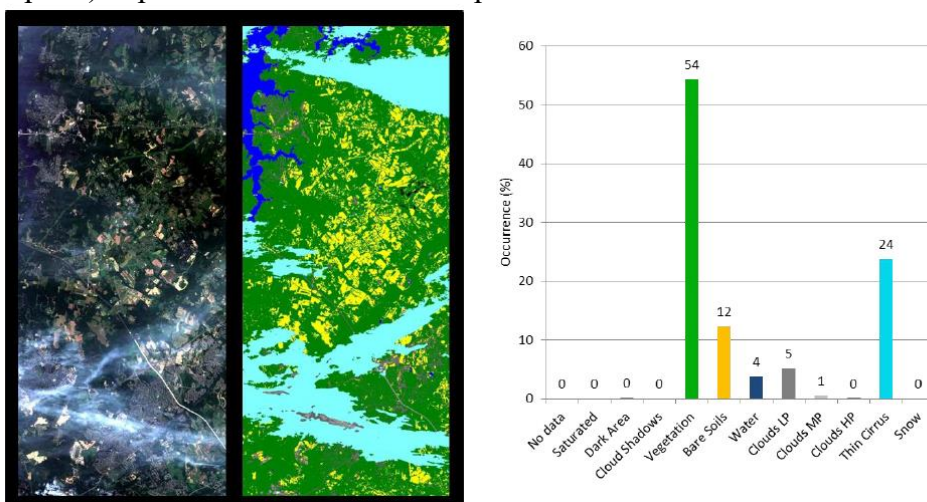 60
50
40
30
20
10
0
Occurrence (%)
0
0
0
0
54
12
4
5
1
0
24
0
No data
Saturated
Dark Area
Cloud Shadows
Vegetation
Bare Soils
Water
Clouds LP
Clouds MP
Clouds HP
Thin Cirrus
Snow